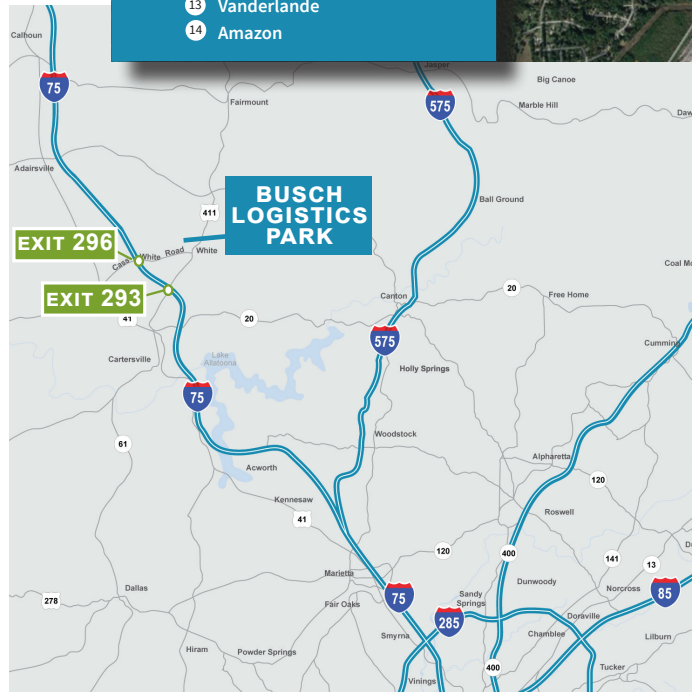 13 Vanderlande
14 Amazon
Calhoun
Jasper
Big Canoe
75
575
Marble Hill
Fairmount
Daw
Adairsville
BUSCH
LOGISTICS
PARK
Ball Ground
411
EXIT 296
Cass White Road
White
Coal Mo
EXIT 293
Canton
20
Free Home
41
20
575
Cumming
Cartersville
Lake
Allatoona
Holly Springs
75
61
Woodstock
Acworth
Alpharetta
120
Kennesaw
41
Roswell
120
400
141
13
Du
Marietta
Dallas
Dunwoody
Norcross
278
Fair Oaks
75
Sandy
Springs
85
285
Doraville
Smyrna
Chamblee
Lilburn
Hiram
Powder Springs
400
Tucker
Vinings